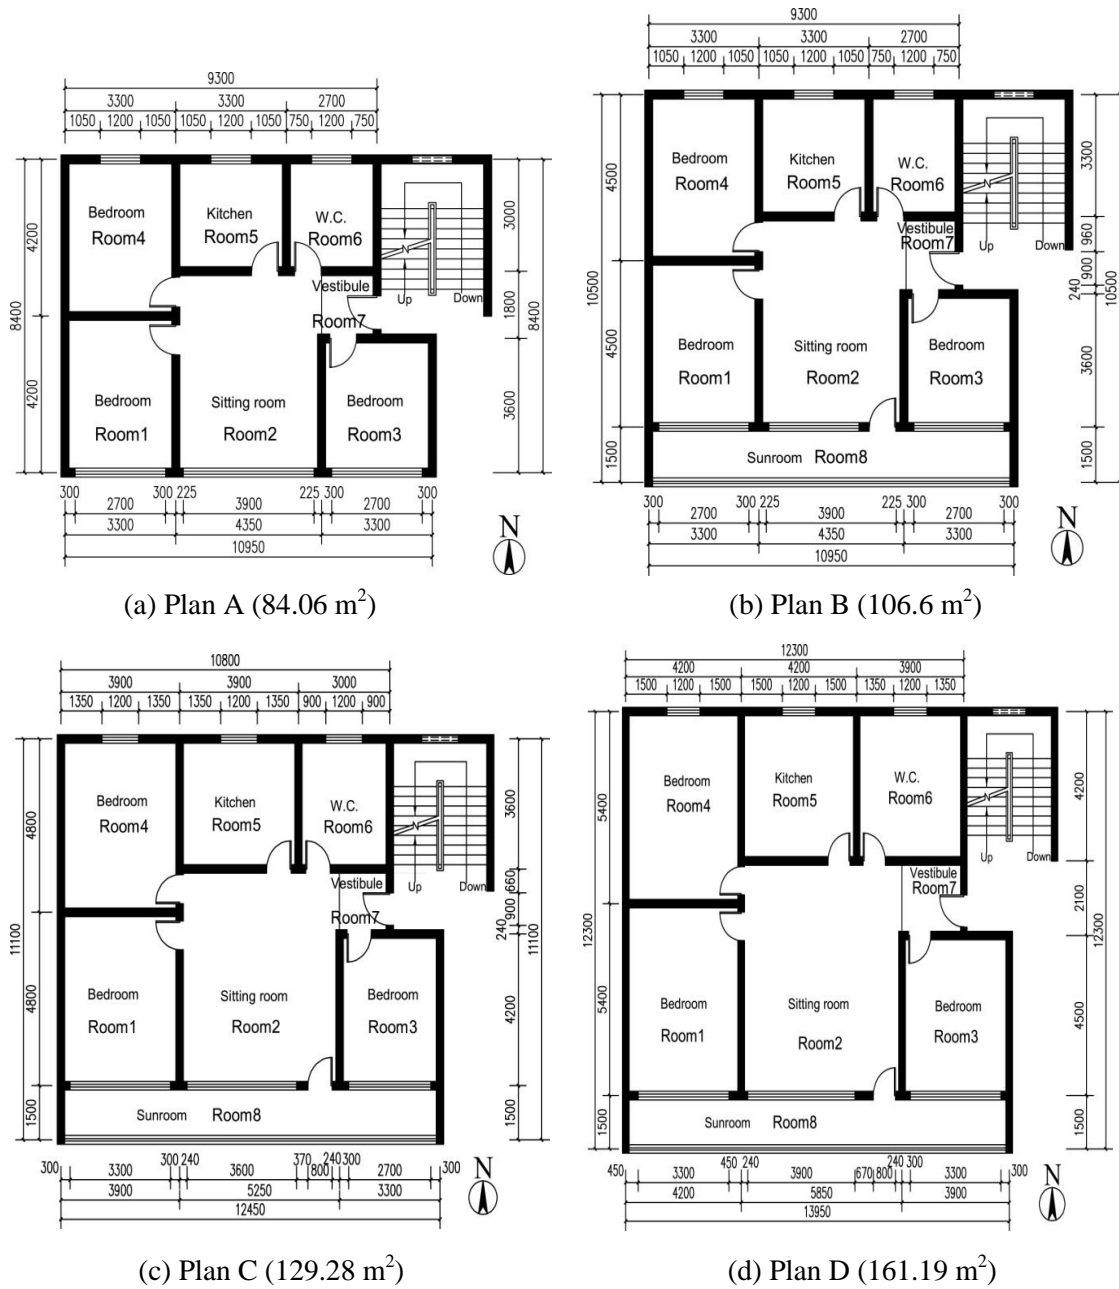 9300
3300 3300 2700
1050 1200 1050 1050 1200 1050 750 1200 750
Bedroom
Room4
Kitchen
Room5
W.C.
Room6
Vestibule
Room7
N
Up
Down
Bedroom
Room1
Sitting room
Room2
Bedroom
Room3
4200
4200
8400
3000
1800
3600
8400
300 300 225 225 300 300
2700 3900 2700
3300 4350 3300
10950
N
(a) Plan A (84.06 m²)
9300
3300 3300 2700
1050 1200 1050 1050 1200 1050 750 1200 750
Bedroom
Room4
Kitchen
Room5
W.C.
Room6
Vestibule
Room7
N
Up
Down
Bedroom
Room1
Sitting room
Room2
Bedroom
Room3
Sunroom Room8
4500
4500
1500
10500
3300
960
900
240
3600
1500
10500
300 300 225 225 300 300
2700 3900 2700
3300 4350 3300
10950
N
(b) Plan B (106.6 m²)
10800
3900 3900 3000
1350 1200 1350 1350 1200 1350 900 1200 900
Bedroom
Room4
Kitchen
Room5
W.C.
Room6
Vestibule
Room7
N
Up
Down
Bedroom
Room1
Sitting room
Room2
Bedroom
Room3
Sunroom Room8
4800
4800
1500
11100
3600
660
900
240
4200
1500
11100
300 300 240 370 240 300 300
3300 3600 800 2700
3900 5250 3300
12450
N
(c) Plan C (129.28 m²)
12300
4200 4200 3900
1500 1200 1500 1500 1200 1500 1350 1200 1350
Bedroom
Room4
Kitchen
Room5
W.C.
Room6
Vestibule
Room7
N
Up
Down
Bedroom
Room1
Sitting room
Room2
Bedroom
Room3
Sunroom Room8
5400
5400
1500
12300
4200
2100
4500
1500
12300
450 450 240 240 300 300
3300 3900 670 800 3300
4200 5850 3900
13950
N
(d) Plan D (161.19 m²)